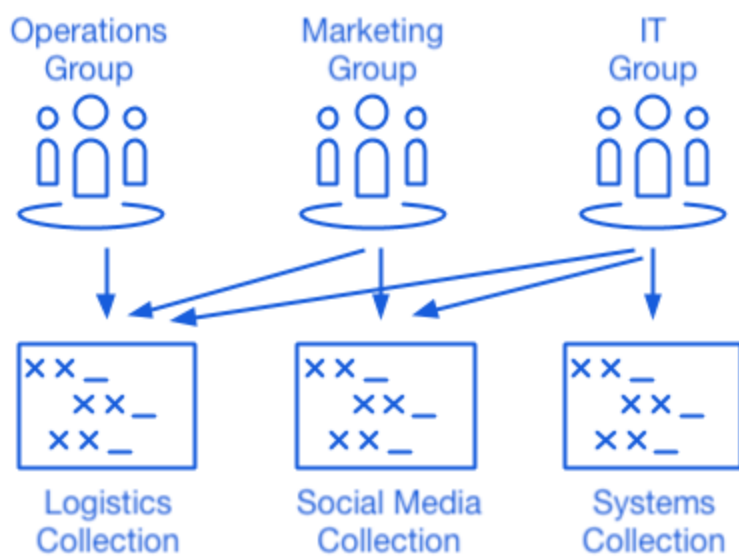 Operations
Group
Marketing
Group
IT
Group
Logistics
Collection
Social Media
Collection
Systems
Collection